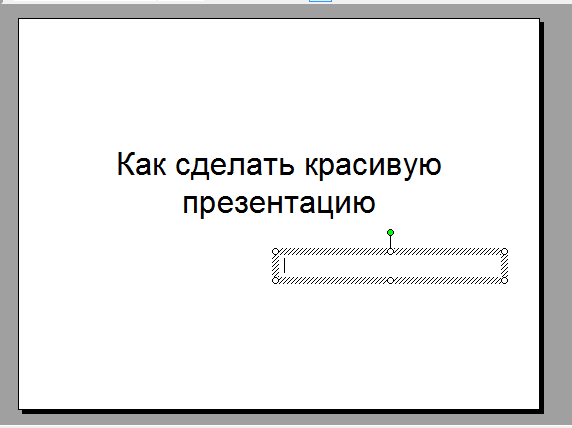 Как сделать красивую
презентацию